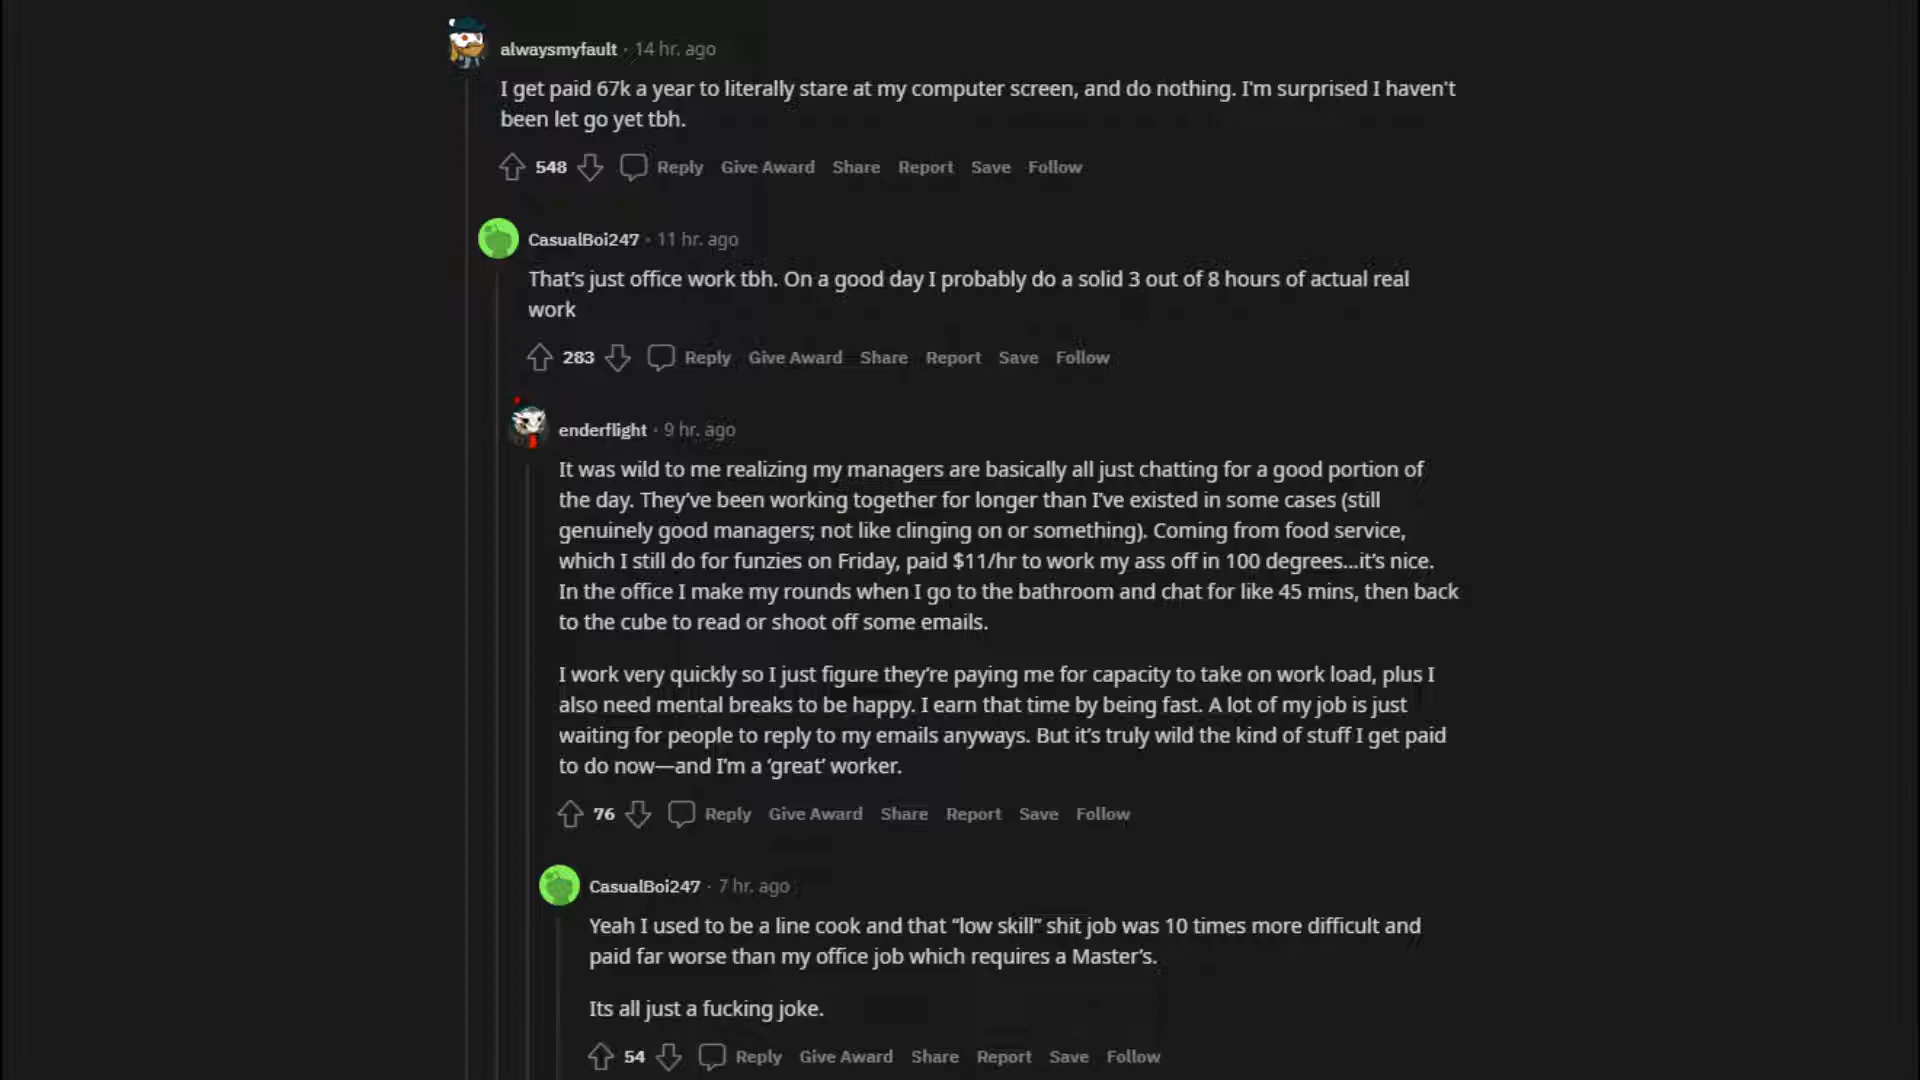 alwaysmyfault · 14 hr. ago
I get paid 67k a year to literally stare at my computer screen, and do nothing. I'm surprised I haven't
been let go yet tbh.
548 Reply Give Award Share Report Save Follow
CasualBoi247 · 11 hr. ago
That's just office work tbh. On a good day I probably do a solid 3 out of 8 hours of actual real
work
283 Reply Give Award Share Report Save Follow
enderflight · 9 hr. ago
It was wild to me realizing my managers are basically all just chatting for a good portion of
the day. They've been working together for longer than I've existed in some cases (still
genuinely good managers; not like clinging on or something). Coming from food service,
which I still do for funzies on Friday, paid $11/hr to work my ass off in 100 degrees...it's nice.
In the office I make my rounds when I go to the bathroom and chat for like 45 mins, then back
to the cube to read or shoot off some emails.
I work very quickly so I just figure they're paying me for capacity to take on work load, plus I
also need mental breaks to be happy. I earn that time by being fast. A lot of my job is just
waiting for people to reply to my emails anyways. But it's truly wild the kind of stuff I get paid
to do now—and I'm a 'great' worker.
76 Reply Give Award Share Report Save Follow
CasualBoi247 · 7 hr. ago
Yeah I used to be a line cook and that "low skill" shit job was 10 times more difficult and
paid far worse than my office job which requires a Master's.
Its all just a fucking joke.
54 Reply Give Award Share Report Save Follow